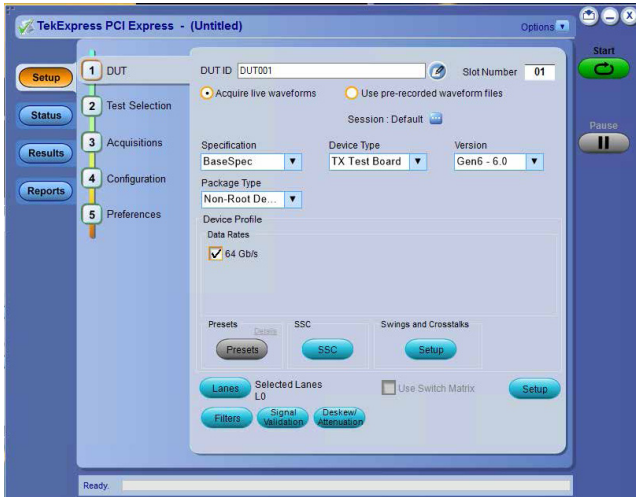 TekExpress PCI Express - (Untitled)
Options
Start
Pause
Setup
Status
Results
Reports
1 DUT
2 Test Selection
3 Acquisitions
4 Configuration
5 Preferences
DUT ID DUT001
Slot Number 01
Acquire live waveforms
Use pre-recorded waveform files
Session : Default
Specification
Device Type
Version
BaseSpec
TX Test Board
Gen6 - 6.0
Package Type
Non-Root De...
Device Profile
Data Rates
64 Gb/s
Presets
Details
SSC
Swings and Crosstalks
Presets
SSC
Setup
Lanes
Selected Lanes
L0
Use Switch Matrix
Setup
Filters
Signal
Validation
Deskew/
Attenuation
Ready.